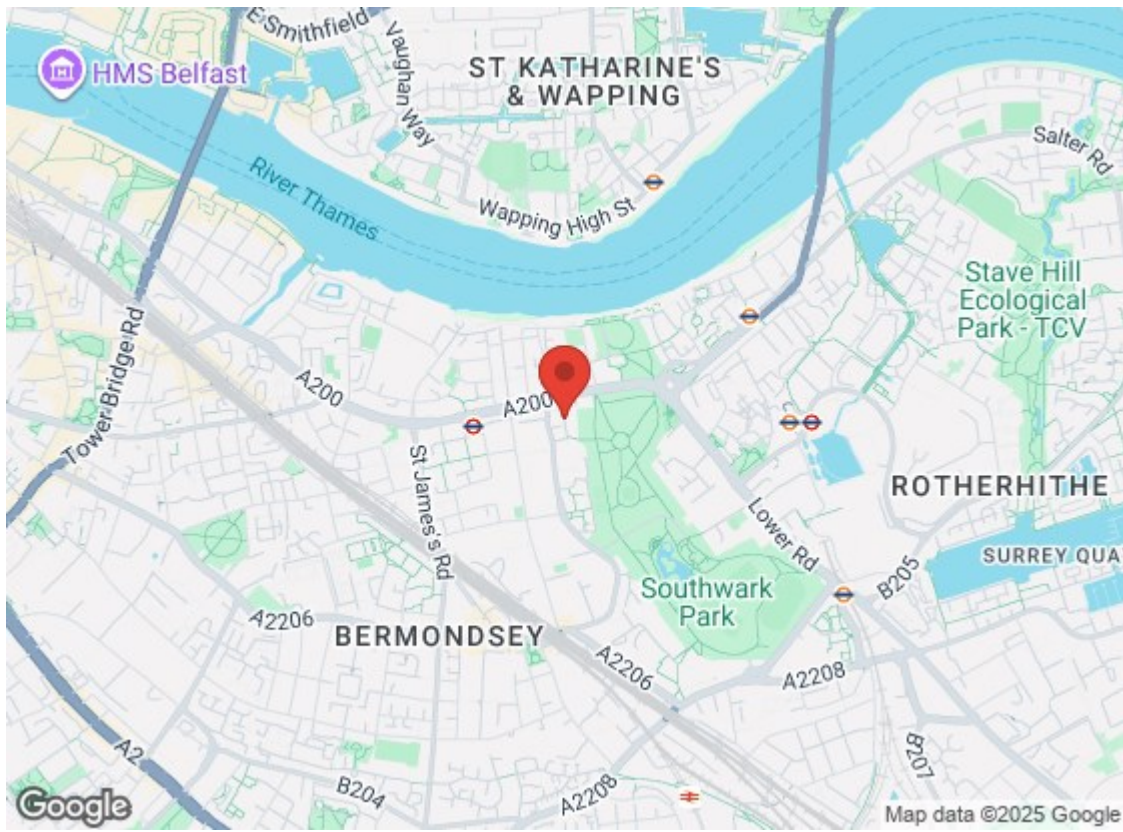 E Smithfield
Vaughan Way
HMS Belfast
ST KATHARINE'S
& WAPPING
Salter Rd
River Thames
Wapping High St
Stave Hill
Ecological
Park - TCV
Tower Bridge Rd
A200
A200
St James's Rd
ROTHERHITHE
Lower Rd
SURREY QUA
B205
Southwark
Park
A2206
BERMONDSEY
A2206
A2208
A2
B207
B204
A2208
Google
Map data ©2025 Google